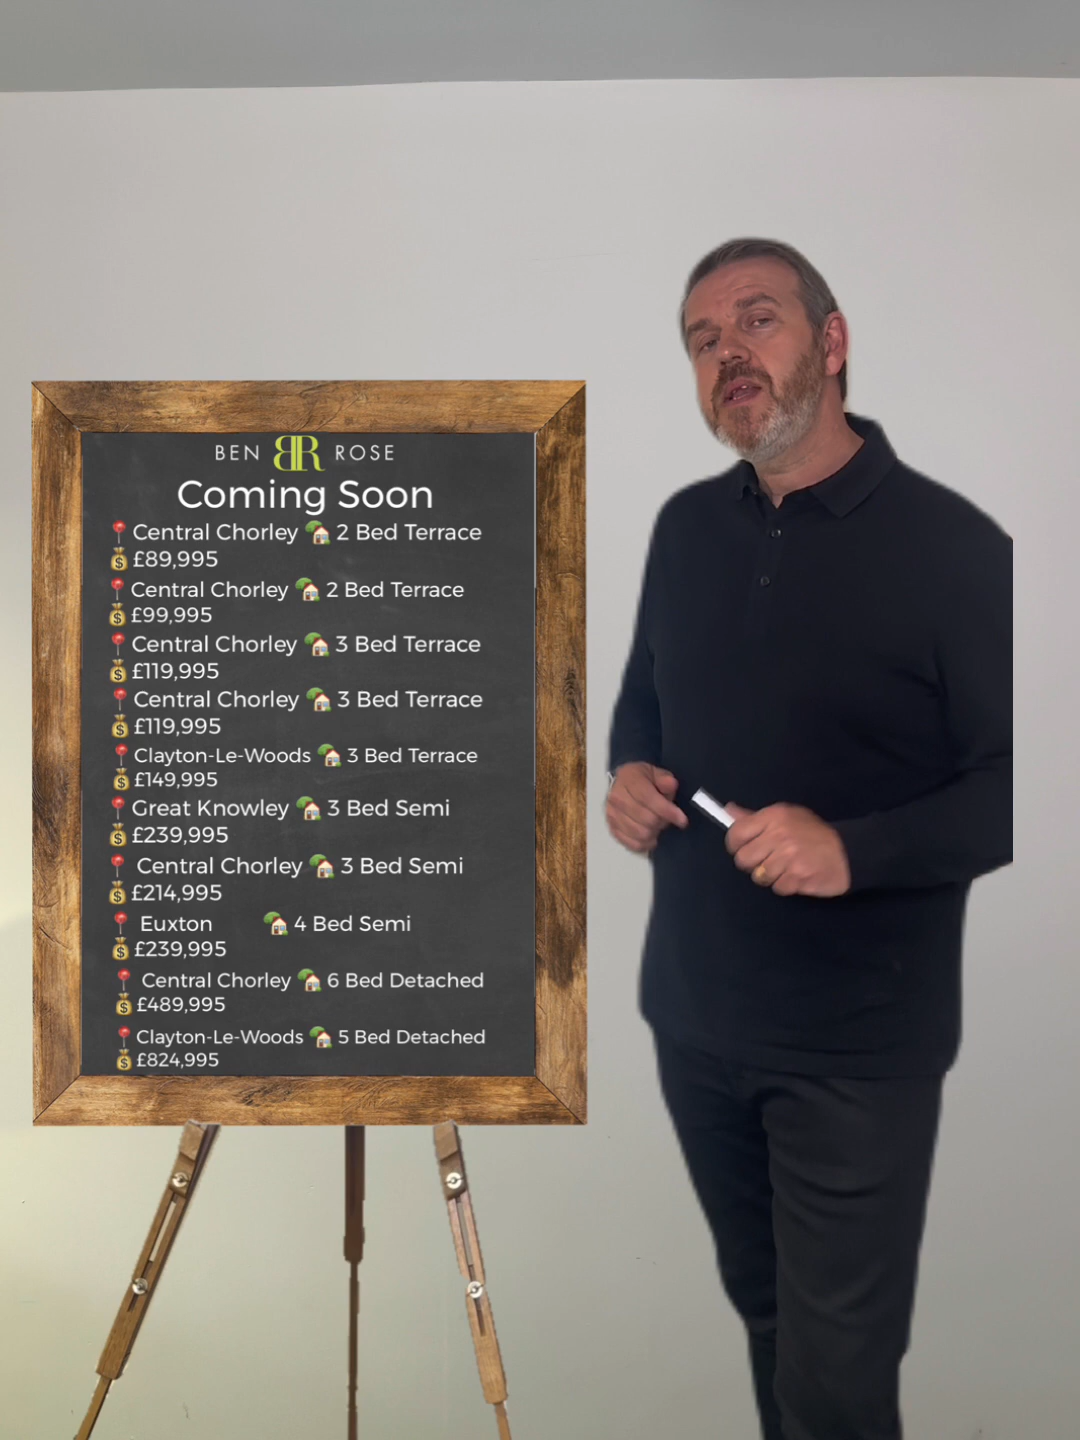 BEN BR ROSE
Coming Soon
📍Central Chorley 🏡 2 Bed Terrace
💰£89,995
📍Central Chorley 🏡 2 Bed Terrace
💰£99,995
📍Central Chorley 🏡 3 Bed Terrace
💰£119,995
📍Central Chorley 🏡 3 Bed Terrace
💰£119,995
📍Clayton-Le-Woods 🏡 3 Bed Terrace
💰£149,995
📍Great Knowley 🏡 3 Bed Semi
💰£239,995
📍Central Chorley 🏡 3 Bed Semi
💰£214,995
📍Euxton 🏡 4 Bed Semi
💰£239,995
📍Central Chorley 🏡 6 Bed Detached
💰£489,995
📍Clayton-Le-Woods 🏡 5 Bed Detached
💰£824,995